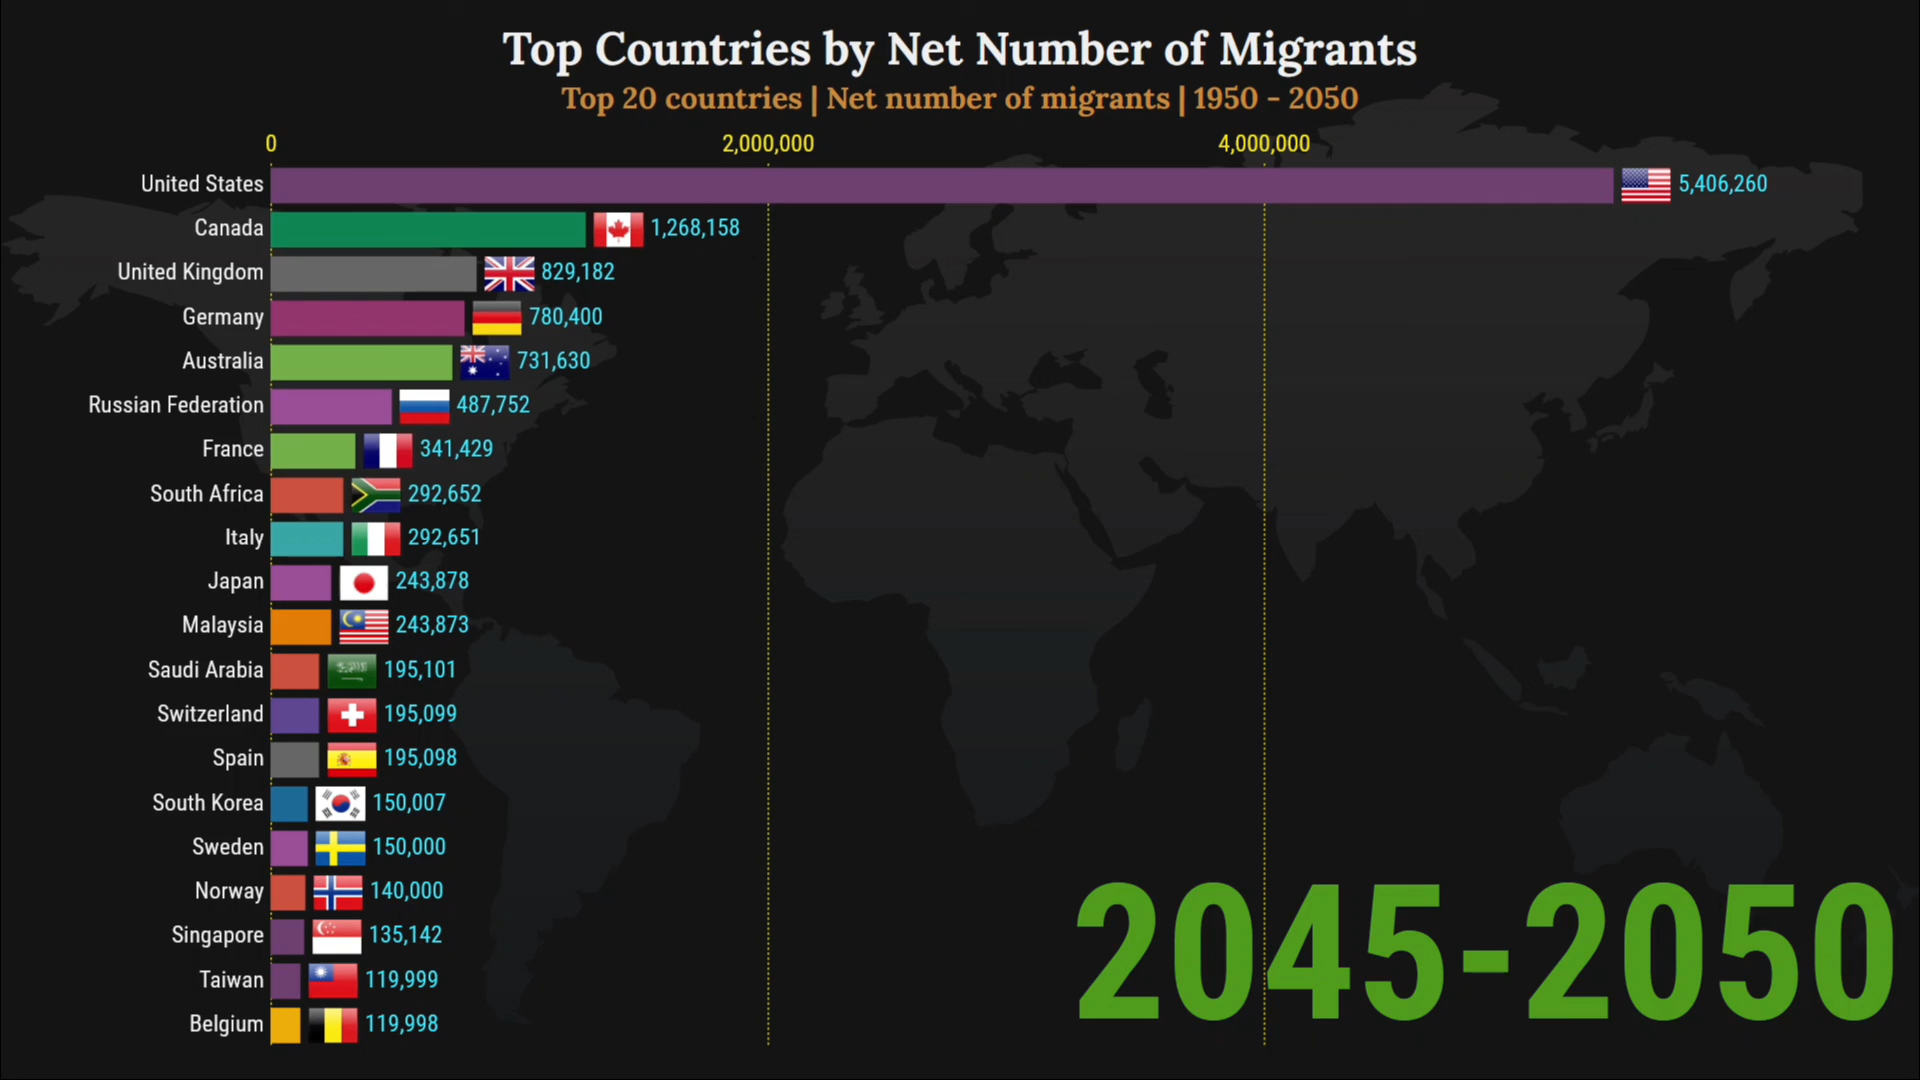 Top Countries by Net Number of Migrants
Top 20 countries | Net number of migrants | 1950 - 2050
0 2,000,000 4,000,000
United States 5,406,260
Canada 1,268,158
United Kingdom 829,182
Germany 780,400
Australia 731,630
Russian Federation 487,752
France 341,429
South Africa 292,652
Italy 292,651
Japan 243,878
Malaysia 243,873
Saudi Arabia 195,101
Switzerland 195,099
Spain 195,098
South Korea 150,007
Sweden 150,000
Norway 140,000
Singapore 135,142
Taiwan 119,999
Belgium 119,998
2045-2050